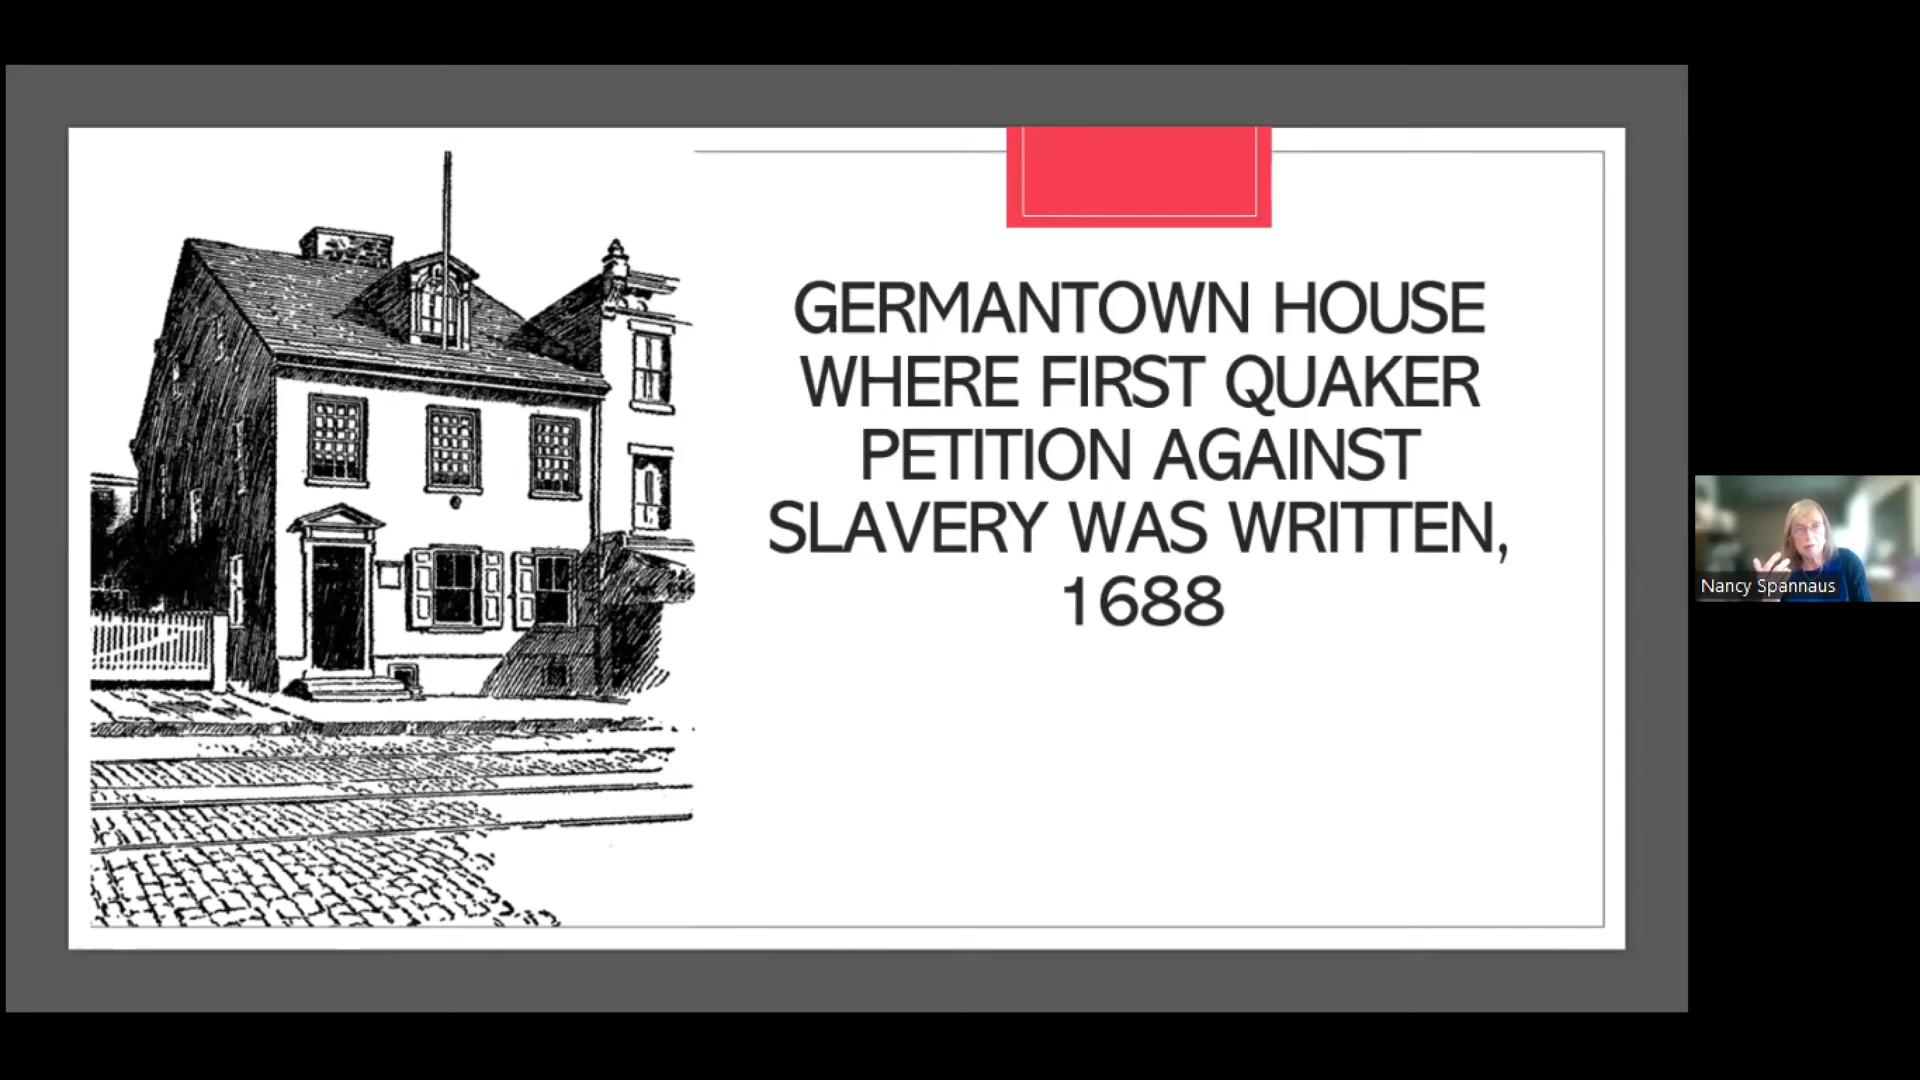 GERMANTOWN HOUSE
WHERE FIRST QUAKER
PETITION AGAINST
SLAVERY WAS WRITTEN,
1688
Nancy Spannaus